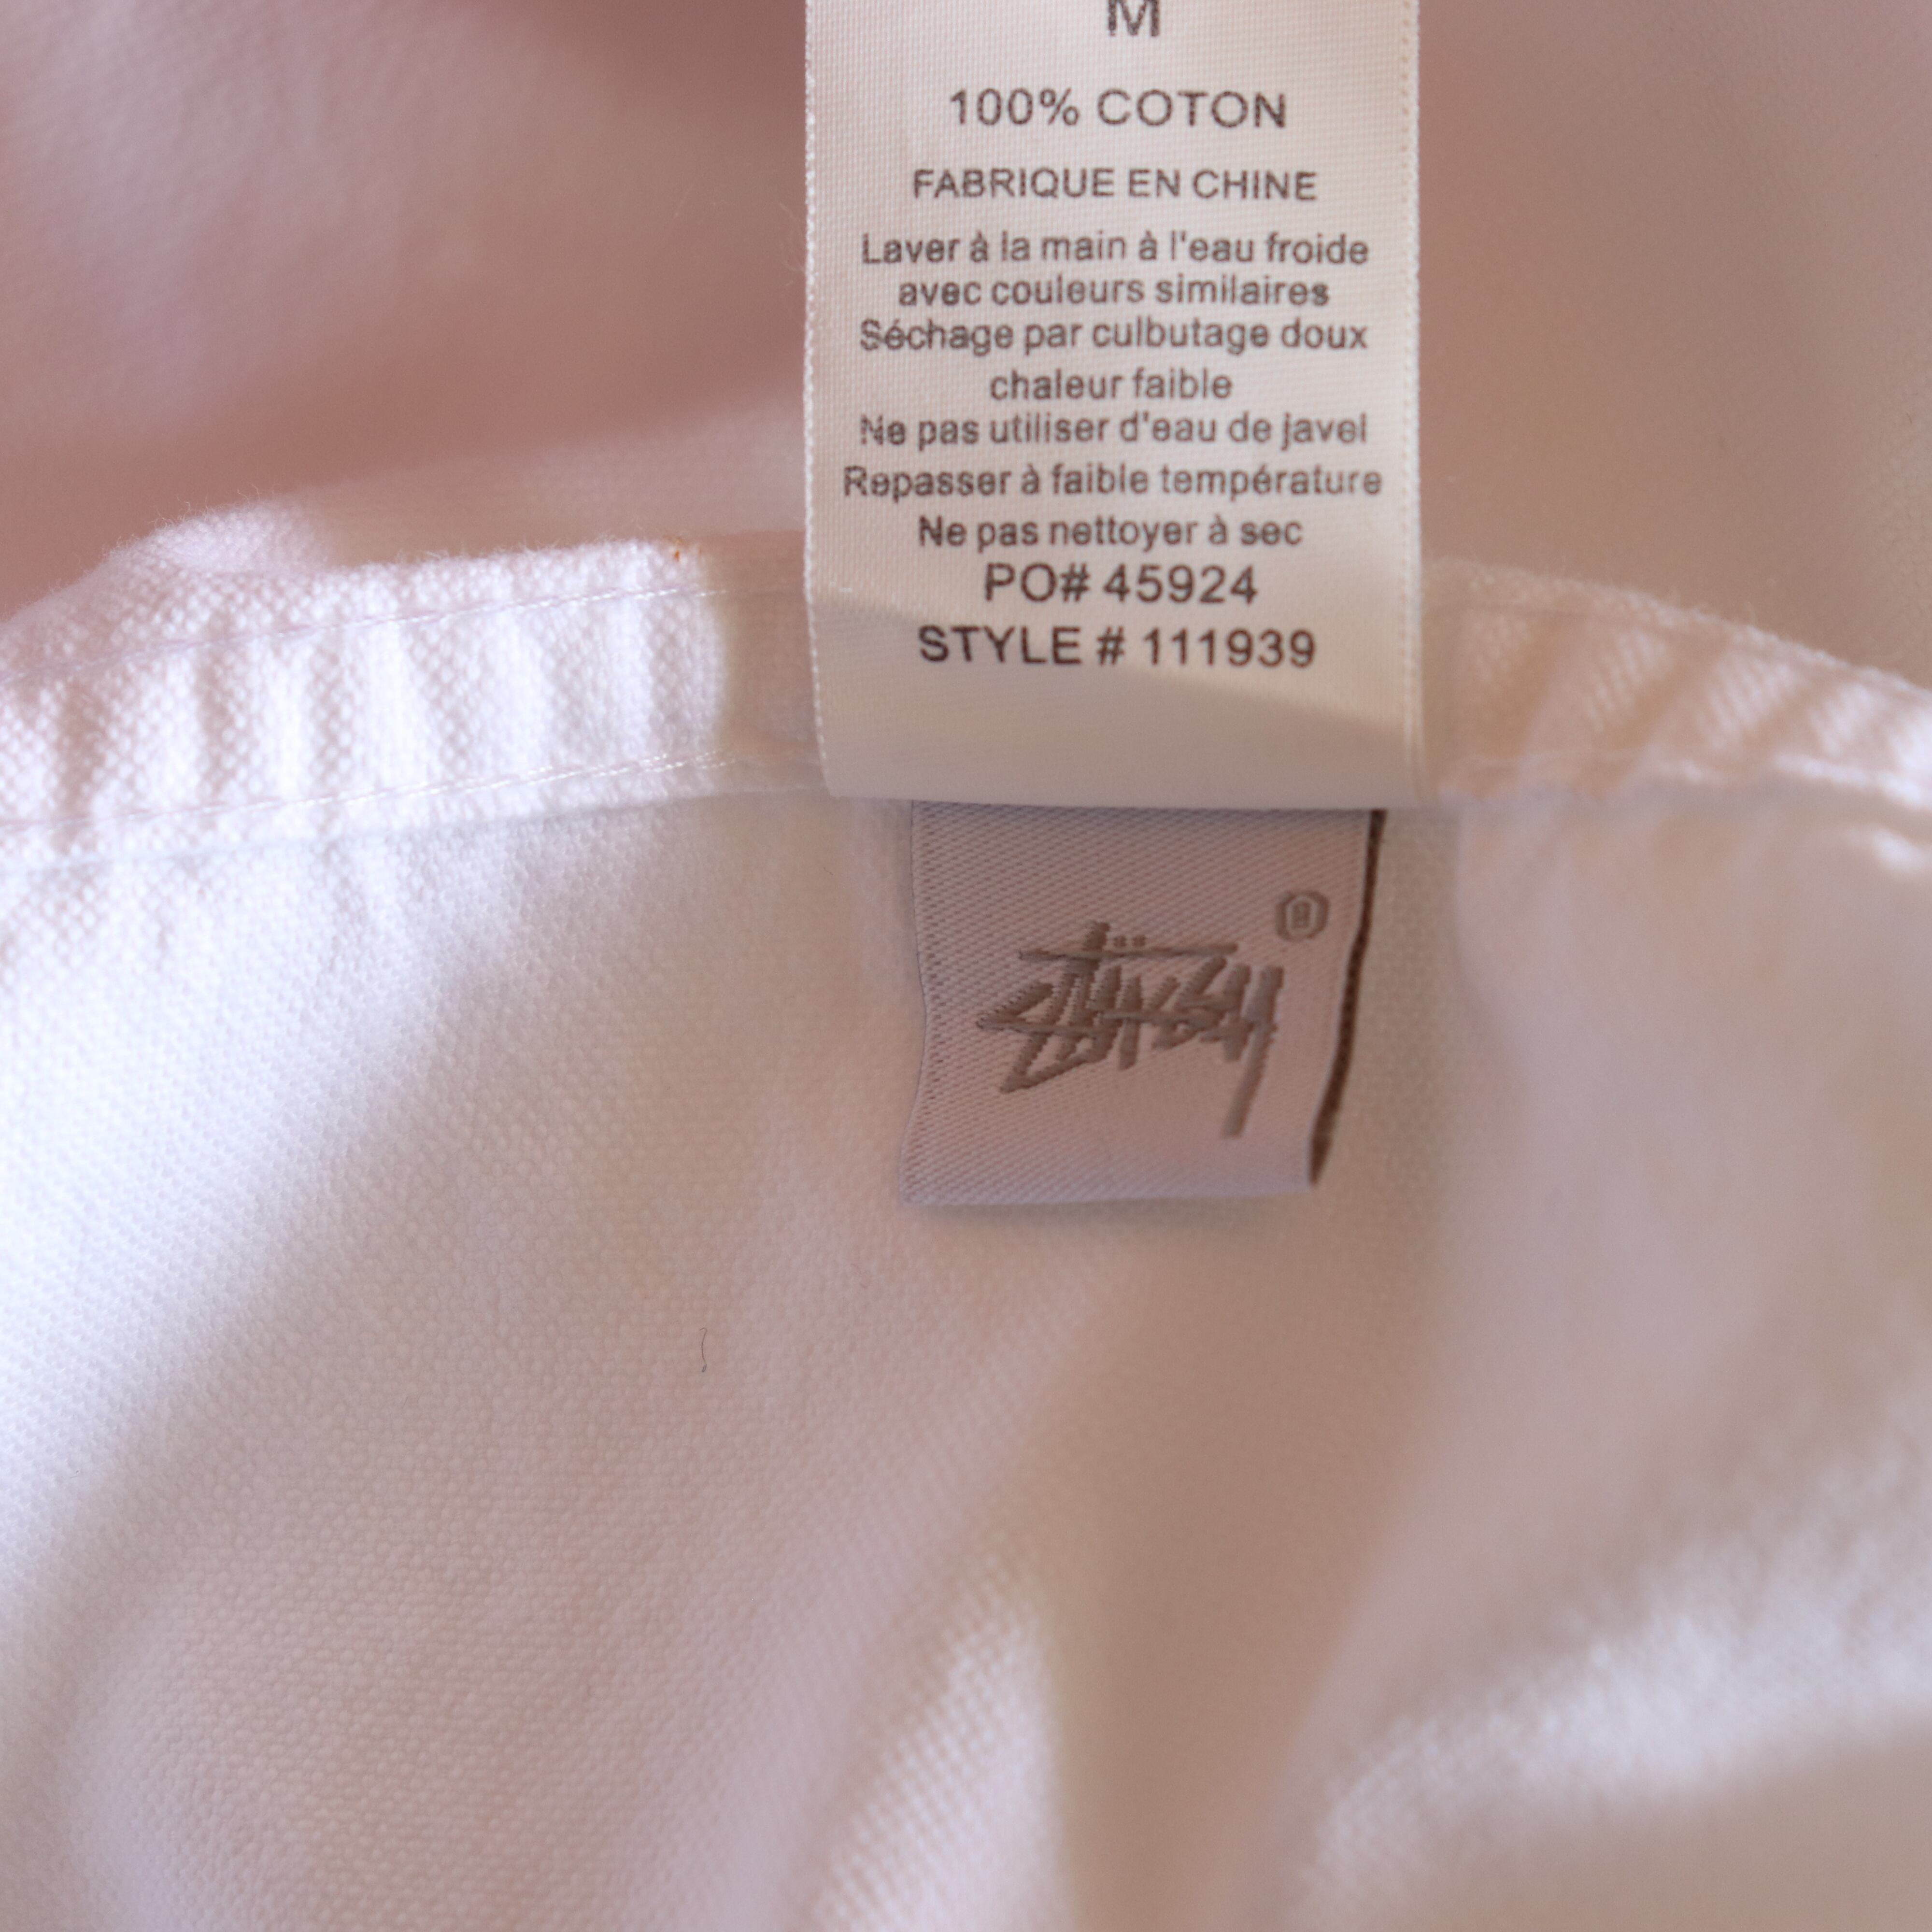 M
100% COTON
FABRIQUE EN CHINE
Laver à la main à l'eau froide
avec couleurs similaires
Séchage par culbutage doux
chaleur faible
Ne pas utiliser d'eau de javel
Repasser à faible température
Ne pas nettoyer à sec
PO# 45924
STYLE # 111939
Stüssy ®